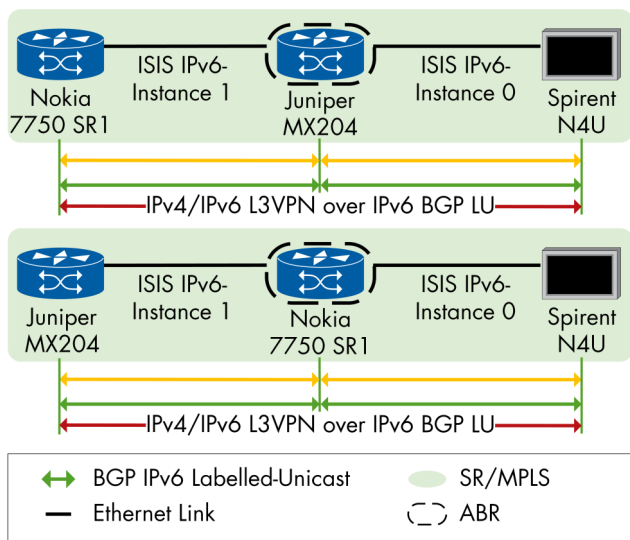 ISIS IPv6-
Instance 1
ISIS IPv6-
Instance 0
Nokia
7750 SR1
Juniper
MX204
Spirent
N4U
IPv4/IPv6 L3VPN over IPv6 BGP LU
ISIS IPv6-
Instance 1
ISIS IPv6-
Instance 0
Juniper
MX204
Nokia
7750 SR1
Spirent
N4U
IPv4/IPv6 L3VPN over IPv6 BGP LU
BGP IPv6 Labelled-Unicast
SR/MPLS
Ethernet Link
ABR